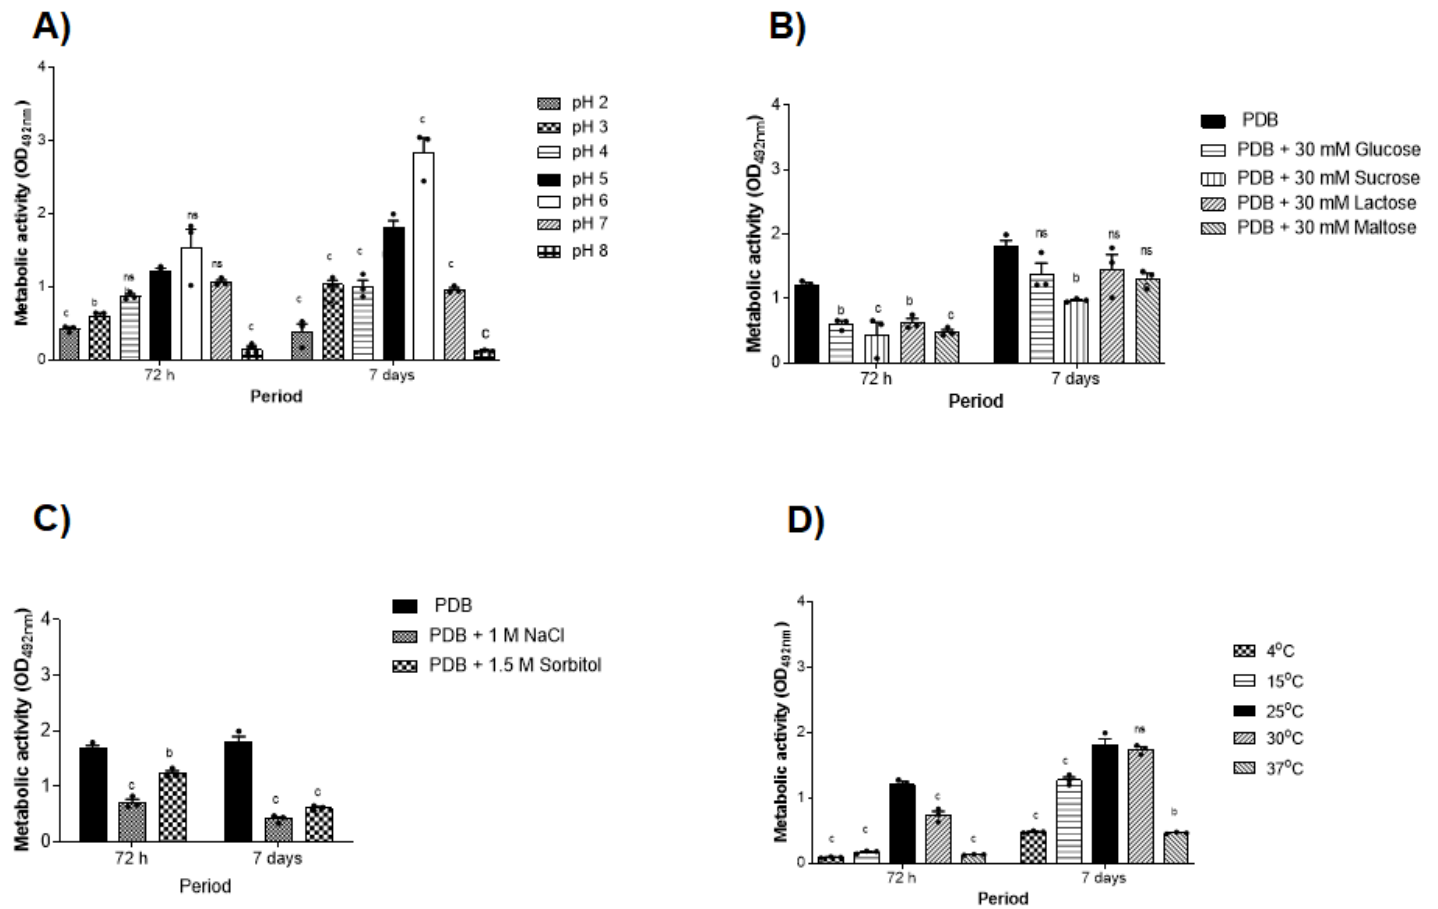 A)
Metabolic activity (OD492nm)
4
3
2
1
0
c
b
ns
ns
ns
c
c
c
c
c
c
c
72 h
7 days
Period
pH 2
pH 3
pH 4
pH 5
pH 6
pH 7
pH 8
B)
Metabolic activity (OD492nm)
4
3
2
1
0
b
c
b
c
ns
b
ns
ns
72 h
7 days
Period
PDB
PDB + 30 mM Glucose
PDB + 30 mM Sucrose
PDB + 30 mM Lactose
PDB + 30 mM Maltose
C)
Metabolic activity (OD492nm)
4
3
2
1
0
c
b
c
c
72 h
7 days
Period
PDB
PDB + 1 M NaCl
PDB + 1.5 M Sorbitol
D)
Metabolic activity (OD492nm)
4
3
2
1
0
c
c
c
c
c
c
ns
b
72 h
7 days
Period
4°C
15°C
25°C
30°C
37°C